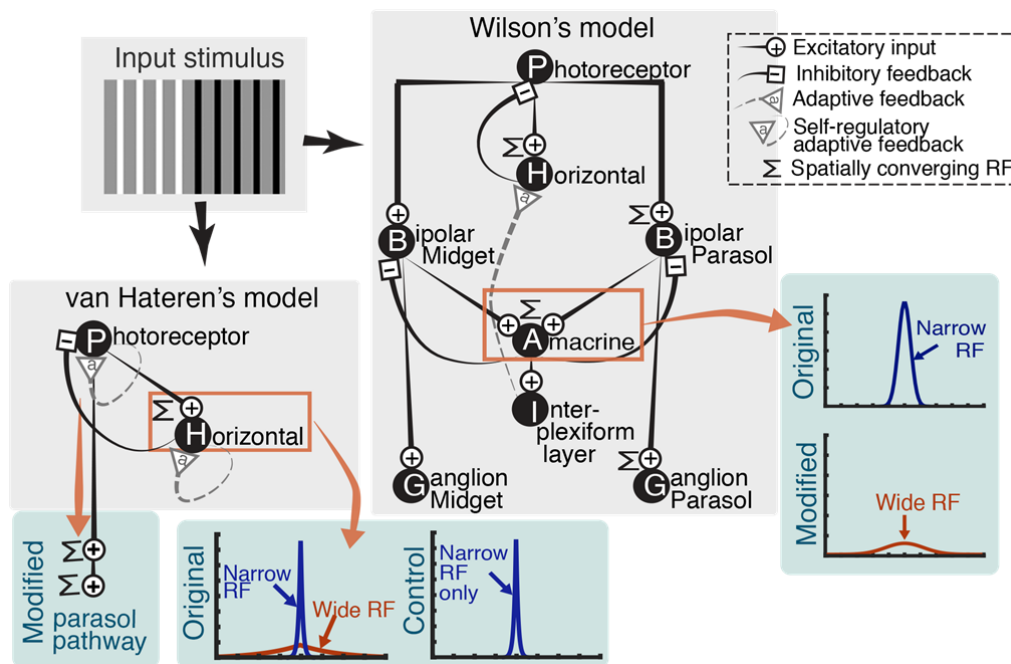 Input stimulus
Wilson's model
Photoreceptor
−
Σ +
Horizontal
a
+
Bipolar
Midget
−
Σ +
Bipolar
Parasol
−
Σ
+ +
Amacrine
+
Inter-
plexiform
layer
+
Ganglion
Midget
Σ +
Ganglion
Parasol
+ Excitatory input
− Inhibitory feedback
a Adaptive feedback
a Self-regulatory
adaptive feedback
Σ Spatially converging RF
van Hateren's model
− Photoreceptor
a
Σ +
Horizontal
a
Modified
Σ +
Σ +
parasol
pathway
Original
Narrow
RF
Wide RF
Control
Narrow
RF
only
Original
Narrow
RF
Modified
Wide RF